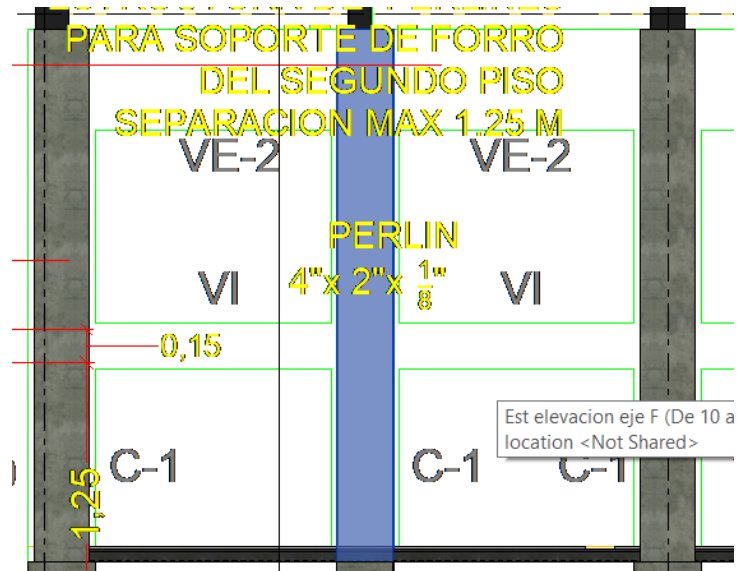 PARA SOPORTE DE FORRO
DEL SEGUNDO PISO
SEPARACION MAX 1.25 M
VE-2
VE-2
PERLIN
4"x 2"x 1/8"
VI
VI
0,15
Est elevacion eje F (De 10 a
location <Not Shared>
C-1
C-1
C-1
1,25